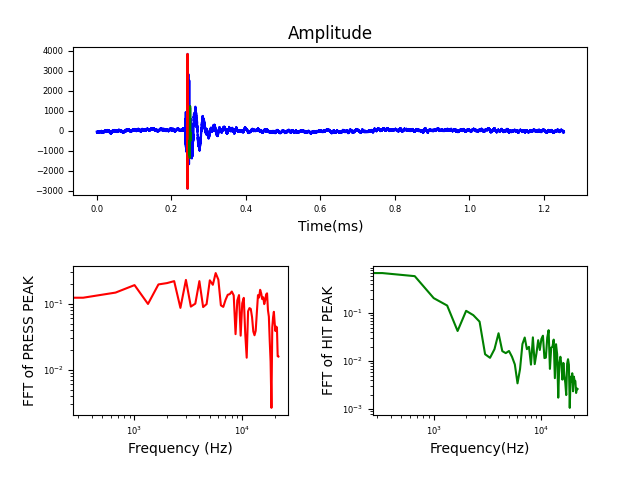 Amplitude
4000
3000
2000
1000
0
−1000
−2000
−3000
0.0 0.2 0.4 0.6 0.8 1.0 1.2
Time(ms)
FFT of PRESS PEAK
10⁻¹
10⁻²
10³ 10⁴
Frequency (Hz)
FFT of HIT PEAK
10⁻¹
10⁻²
10⁻³
10³ 10⁴
Frequency(Hz)